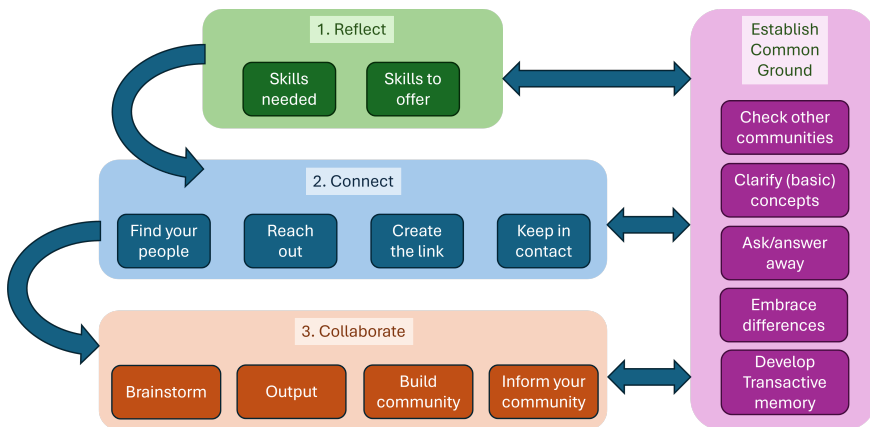 1. Reflect
Skills
needed
Skills to
offer
2. Connect
Find your
people
Reach
out
Create
the link
Keep in
contact
3. Collaborate
Brainstorm
Output
Build
community
Inform your
community
Establish
Common
Ground
Check other
communities
Clarify (basic)
concepts
Ask/answer
away
Embrace
differences
Develop
Transactive
memory